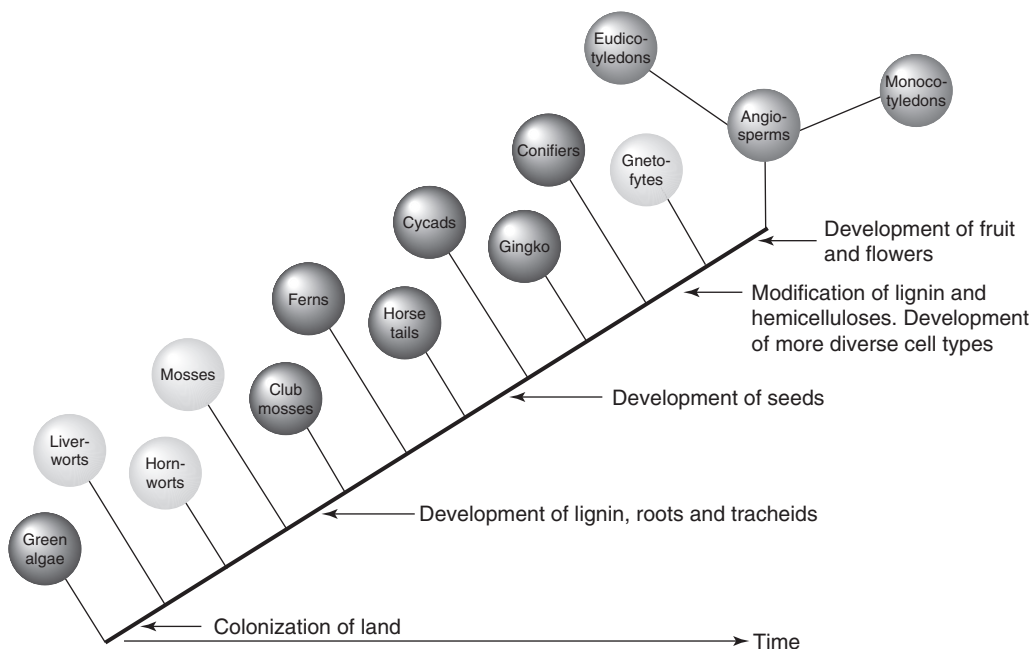 Eudico-
tyledons
Monoco-
tyledons
Angio-
sperms
Conifiers
Gneto-
fytes
Cycads
Gingko
Development of fruit
and flowers
Ferns
Horse
tails
Modification of lignin and
hemicelluloses. Development
of more diverse cell types
Mosses
Club
mosses
Development of seeds
Liver-
worts
Horn-
worts
Development of lignin, roots and tracheids
Green
algae
Colonization of land
Time